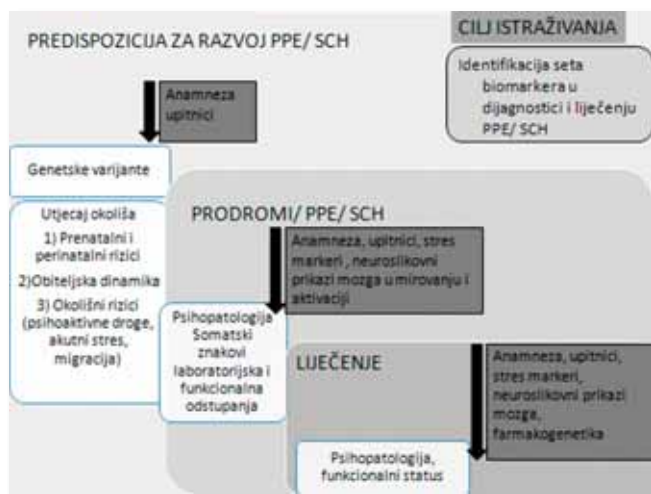 PREDISPOZICIJA ZA RAZVOJ PPE/ SCH
CILJ ISTRAŽIVANJA
Identifikacija seta
biomarkera u
dijagnostici i liječenju
PPE/ SCH
Anamneza
upitnici
Genetske varijante
Utjecaj okoliša
1) Prenatalni i
perinatalni rizici
2)Obiteljska dinamika
3) Okolišni rizici
(psihoaktivne droge,
akutni stres,
migracija)
PRODROMI/ PPE/ SCH
Anamneza, upitnici, stres
markeri , neuroslikovni
prikazi mozga u mirovanju i
aktivaciji
Psihopatologija
Somatski
znakovi
laboratorijska i
funkcionalna
odstupanja
LIJEČENJE
Anamneza, upitnici,
stres markeri,
neuroslikovni prikazi
mozga,
farmakogenetika
Psihopatologija,
funkcionalni status